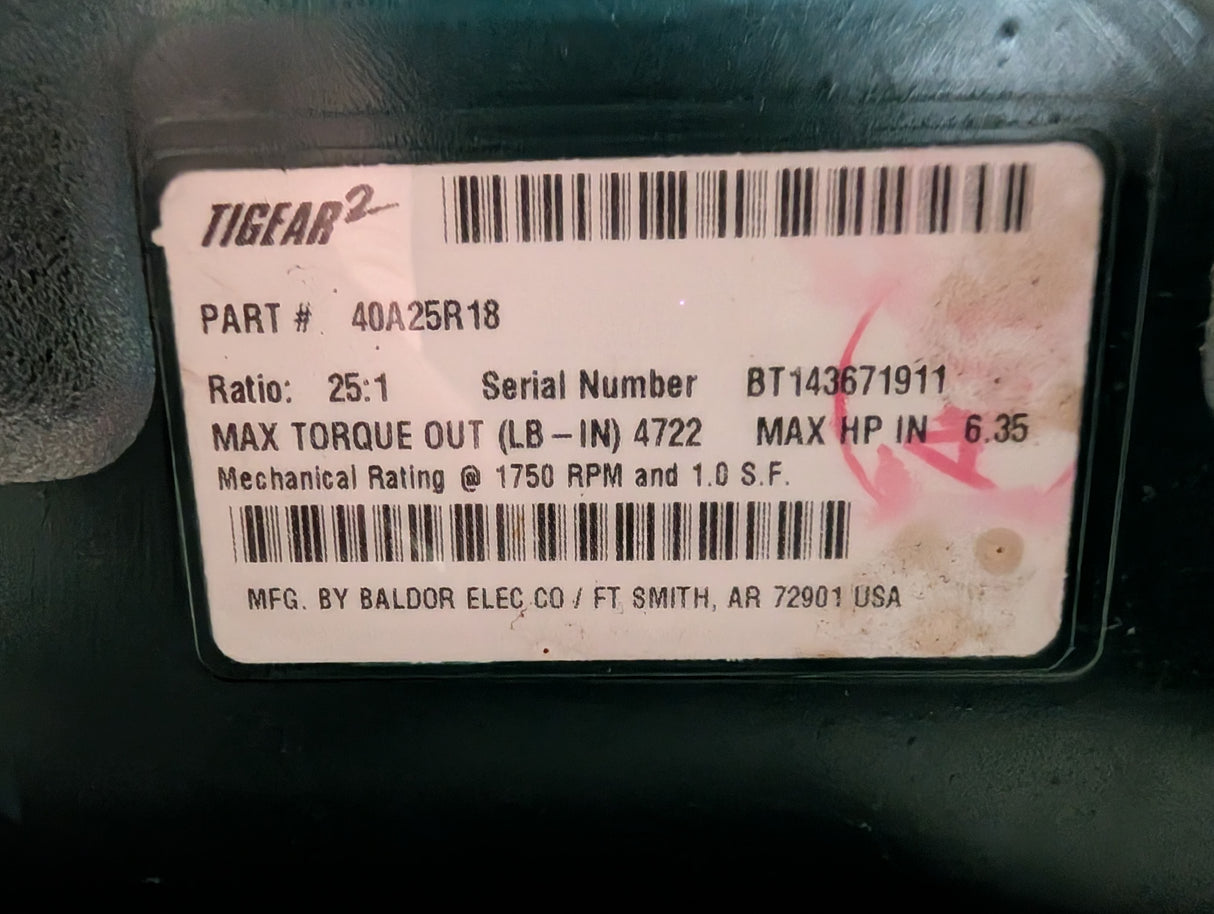 TIGEAR2
PART # 40A25R18
Ratio: 25:1 Serial Number BT143671911
MAX TORQUE OUT (LB-IN) 4722 MAX HP IN 6.35
Mechanical Rating @ 1750 RPM and 1.0 S.F.
MFG. BY BALDOR ELEC.CO / FT SMITH, AR 72901 USA